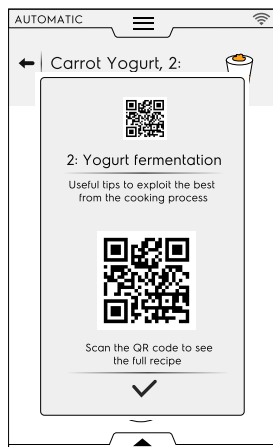 AUTOMATIC
Carrot Yogurt, 2:
2: Yogurt fermentation
Useful tips to exploit the best
from the cooking process
Scan the QR code to see
the full recipe